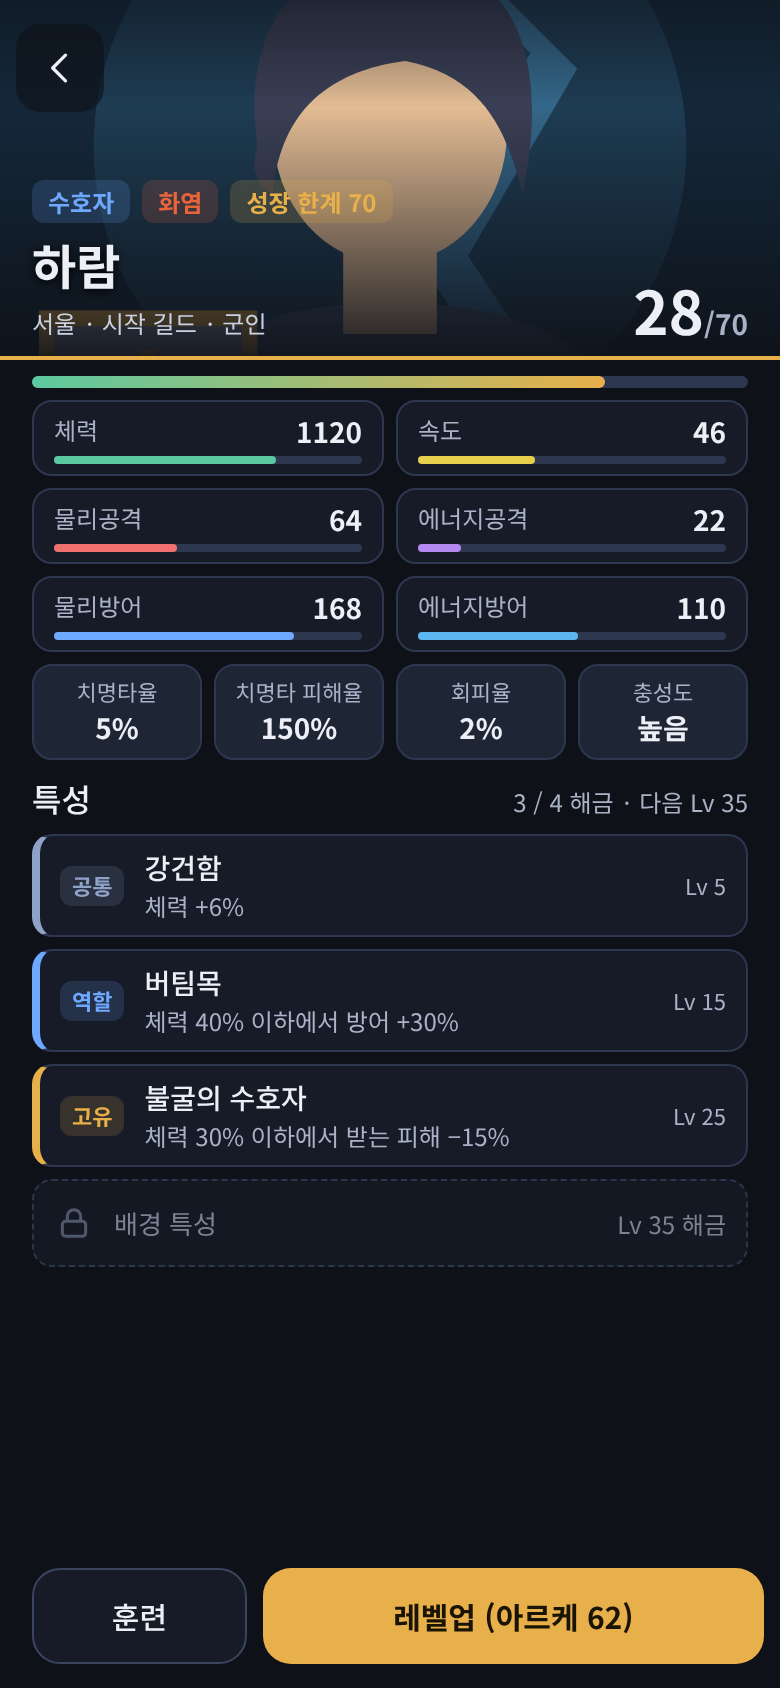 수호자 화염 성장 한계 70
하람
서울 · 시작 길드 · 군인
28/70
체력 1120
속도 46
물리공격 64
에너지공격 22
물리방어 168
에너지방어 110
치명타율
5%
치명타 피해율
150%
회피율
2%
충성도
높음
특성
3 / 4 해금 · 다음 Lv 35
공통
강건함
체력 +6%
Lv 5
역할
버팀목
체력 40% 이하에서 방어 +30%
Lv 15
고유
불굴의 수호자
체력 30% 이하에서 받는 피해 −15%
Lv 25
배경 특성
Lv 35 해금
훈련
레벨업 (아르케 62)